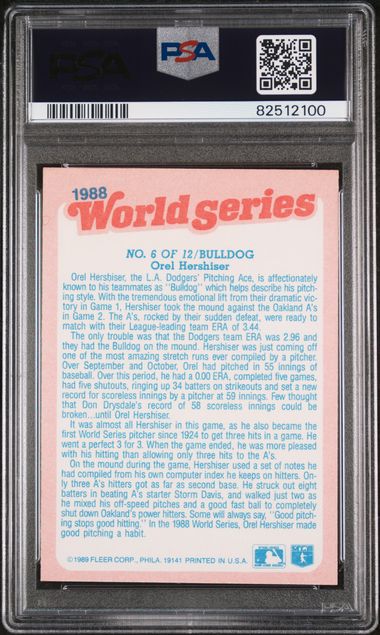 PSA
PSA
82512100
1988
World series
NO. 6 OF 12/BULLDOG
Orel Hershiser
Orel Hershiser, the L.A. Dodgers' Pitching Ace, is affectionately
known to his teammates as "Bulldog" which helps describe his pitch-
ing style. With the tremendous emotional lift from their dramatic vic-
tory in Game 1, Hershiser took the mound against the Oakland A's
in Game 2. The A's, rocked by their sudden defeat, were ready to
match with their League-leading team ERA of 3.44.
The only trouble was that the Dodgers team ERA was 2.96 and
they had the Bulldog on the mound. Hershiser was just coming off
one of the most amazing stretch runs ever compiled by a pitcher.
Over September and October, Orel had pitched in 55 innings of
baseball. Over this period, he had a 0.00 ERA, completed five games,
had five shutouts, ringing up 34 batters on strikeouts and set a new
record for scoreless innings by a pitcher at 59 innings. Few thought
that Don Drysdale's record of 58 scoreless innings could be
broken...until Orel Hershiser.
It was almost all Hershiser in this game, as he also became the
first World Series pitcher since 1924 to get three hits in a game. He
went a perfect 3 for 3. When the game ended, he was more pleased
with his hitting than allowing only three hits to the A's.
On the mound during the game, Hershiser used a set of notes he
had compiled from his own computer index he keeps on hitters. On-
ly three A's hitters got as far as second base. He struck out eight
batters in beating A's starter Storm Davis, and walked just two as
he mixed his off-speed pitches and a good fast ball to completely
shut down Oakland's power hitters. Some will always say, "Good pitch-
ing stops good hitting." In the 1988 World Series, Orel Hershiser made
good pitching a habit.
© 1989 FLEER CORP., PHILA. 19141 PRINTED IN U.S.A.